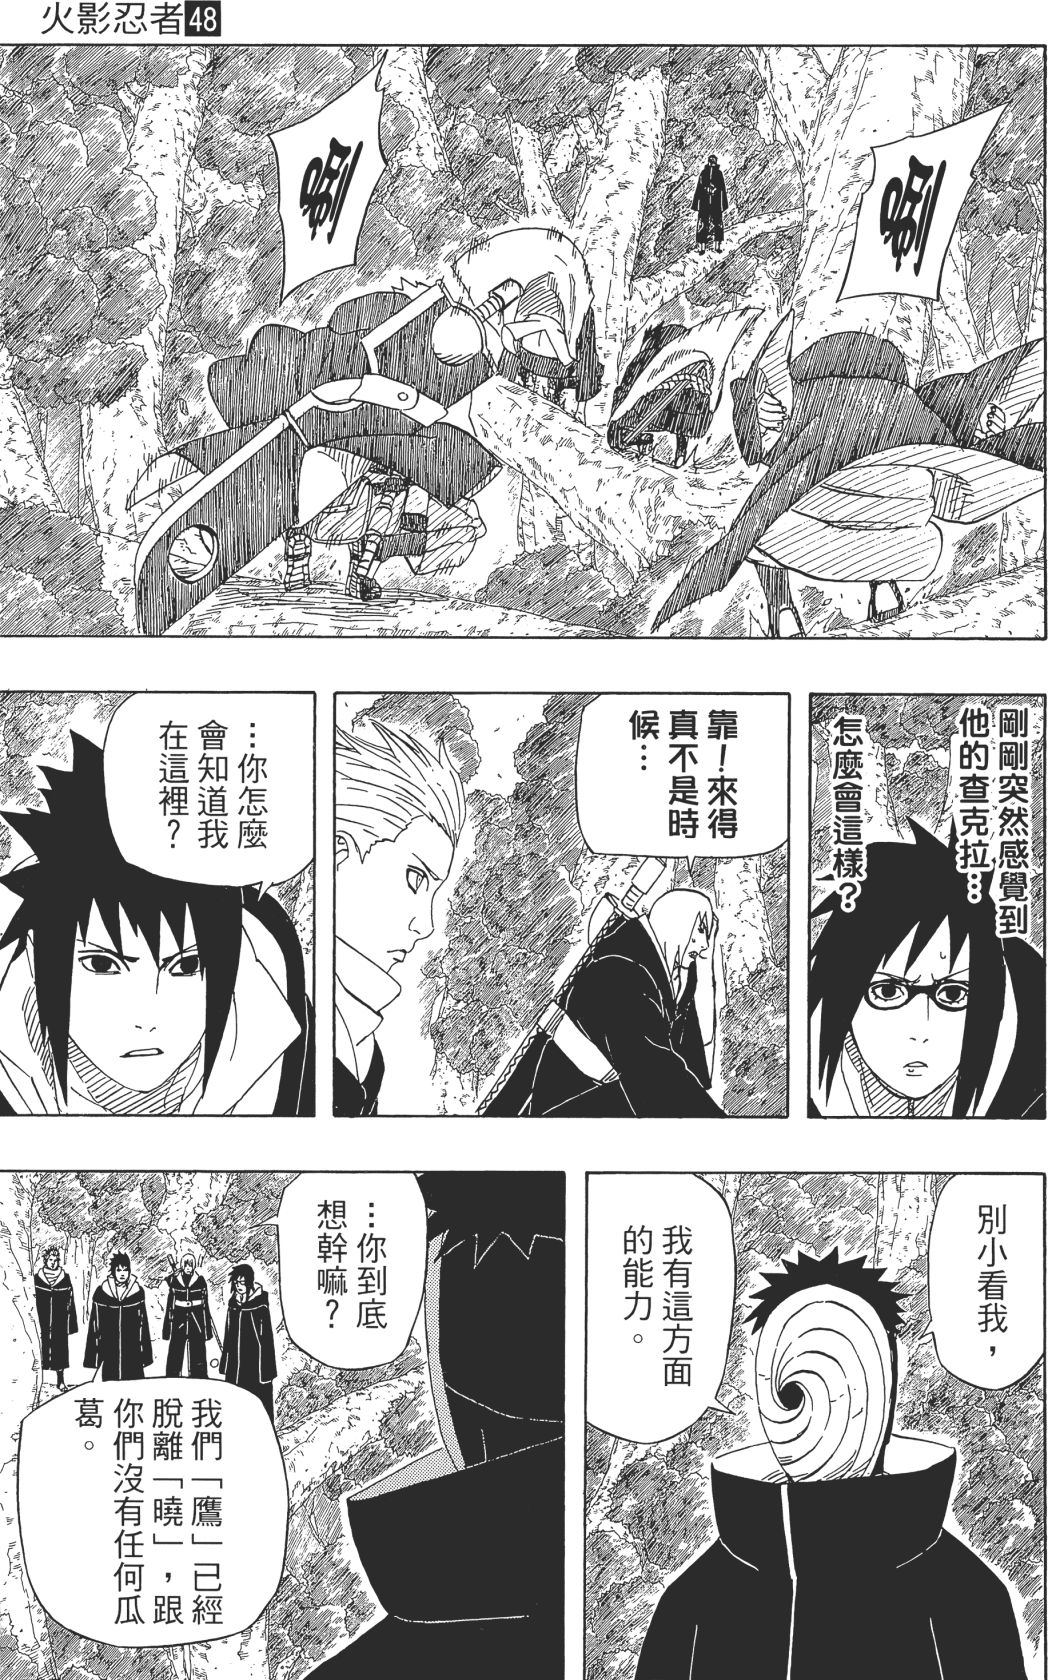 火影忍者48
唰
唰
剛剛突然感覺到
他的查克拉…
怎麼會這樣？
靠！來得
真不是時
候…
…你怎麼
會知道我
在這裡？
別小看我，
我有這方面
的能力。
…你到底
想幹嘛？
我們「鷹」已經
脫離「曉」，跟
你們沒有任何瓜
葛。